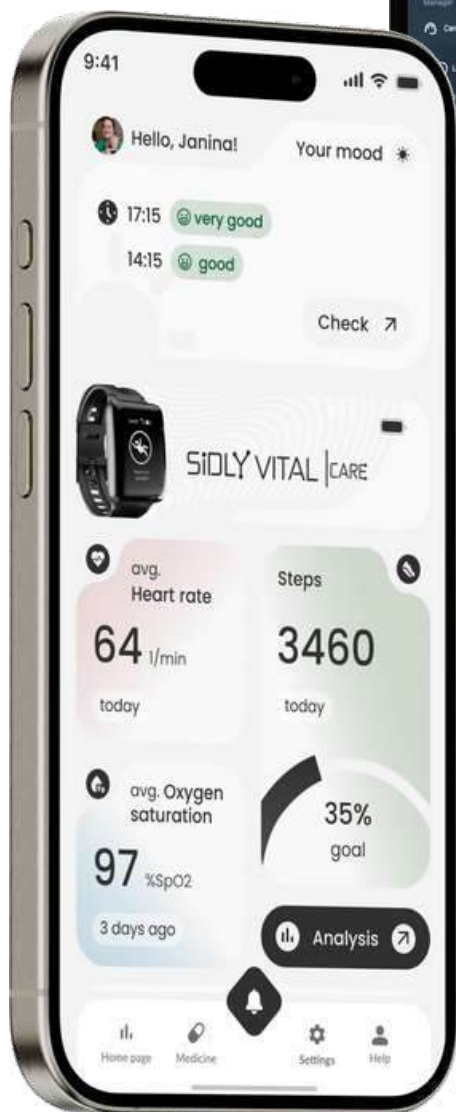 Manager
9:41
Hello, Janina!
Your mood
17:15 very good
14:15 good
Check
SiDLY VITAL | CARE
avg.
Heart rate
64 1/min
today
Steps
3460
today
35%
goal
avg. Oxygen
saturation
97 %SpO2
3 days ago
Analysis
Home page
Medicine
Settings
Help